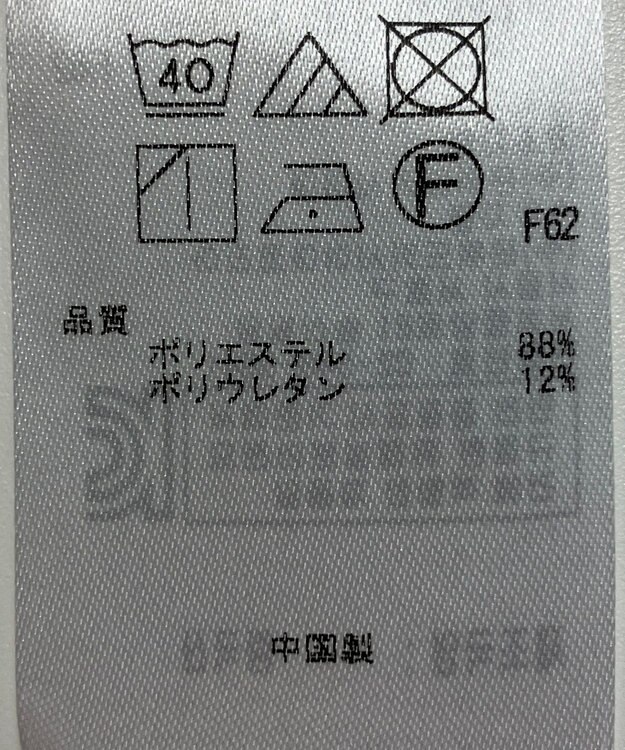 40
F
F62
品質
ポリエステル 88%
ポリウレタン 12%
中国製